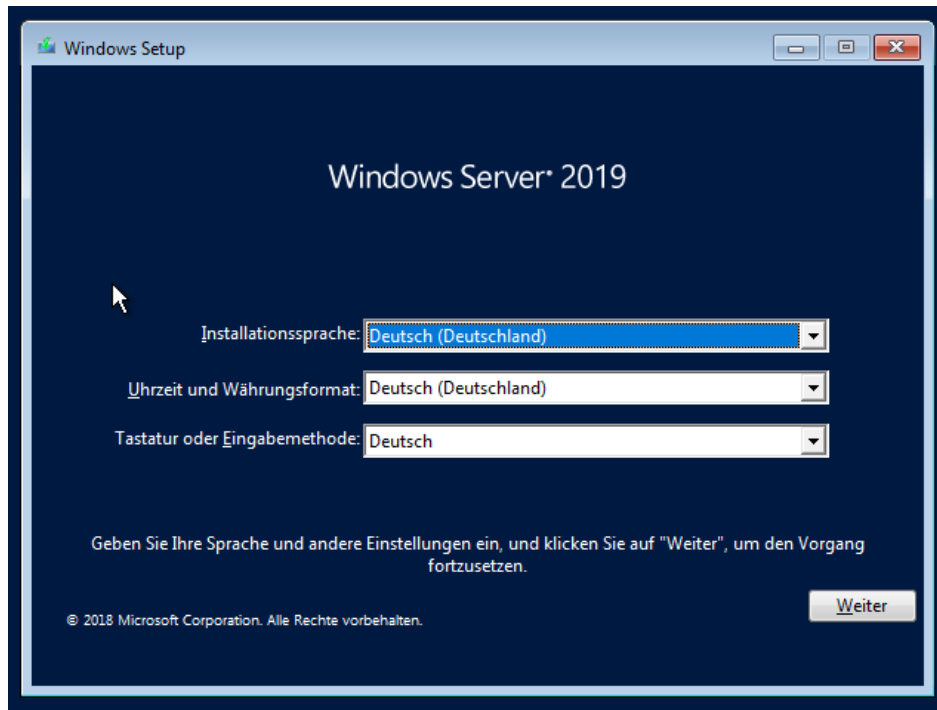 Windows Setup
Windows Server® 2019
Installationssprache: Deutsch (Deutschland)
Uhrzeit und Währungsformat: Deutsch (Deutschland)
Tastatur oder Eingabemethode: Deutsch
Geben Sie Ihre Sprache und andere Einstellungen ein, und klicken Sie auf "Weiter", um den Vorgang
fortzusetzen.
Weiter
© 2018 Microsoft Corporation. Alle Rechte vorbehalten.